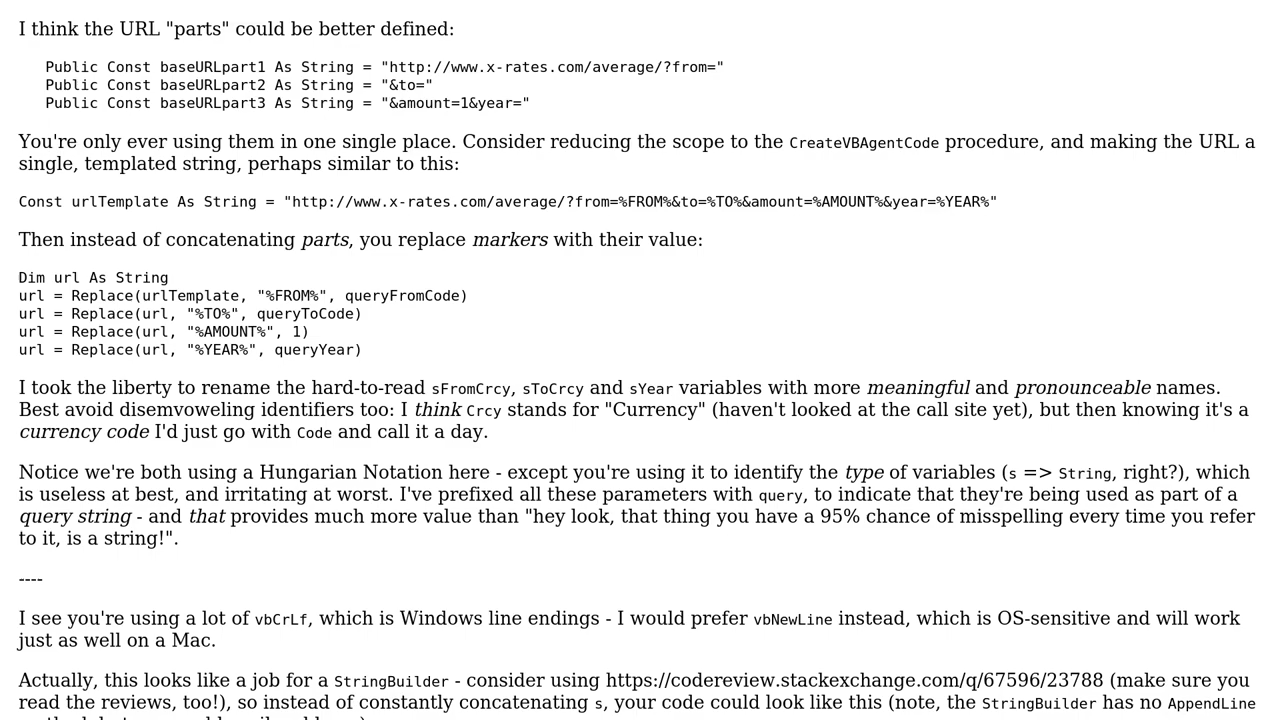 I think the URL "parts" could be better defined:
Public Const baseURLpart1 As String = "http://www.x-rates.com/average/?from="
Public Const baseURLpart2 As String = "&to="
Public Const baseURLpart3 As String = "&amount=1&year="
You're only ever using them in one single place. Consider reducing the scope to the CreateVBAgentCode procedure, and making the URL a
single, templated string, perhaps similar to this:
Const urlTemplate As String = "http://www.x-rates.com/average/?from=%FROM%&to=%TO%&amount=%AMOUNT%&year=%YEAR%"
Then instead of concatenating parts, you replace markers with their value:
Dim url As String
url = Replace(urlTemplate, "%FROM%", queryFromCode)
url = Replace(url, "%TO%", queryToCode)
url = Replace(url, "%AMOUNT%", 1)
url = Replace(url, "%YEAR%", queryYear)
I took the liberty to rename the hard-to-read sFromCrcy, sToCrcy and sYear variables with more meaningful and pronounceable names.
Best avoid disemvoweling identifiers too: I think Crcy stands for "Currency" (haven't looked at the call site yet), but then knowing it's a
currency code I'd just go with Code and call it a day.
Notice we're both using a Hungarian Notation here - except you're using it to identify the type of variables (s => String, right?), which
is useless at best, and irritating at worst. I've prefixed all these parameters with query, to indicate that they're being used as part of a
query string - and that provides much more value than "hey look, that thing you have a 95% chance of misspelling every time you refer
to it, is a string!".
----
I see you're using a lot of vbCrLf, which is Windows line endings - I would prefer vbNewLine instead, which is OS-sensitive and will work
just as well on a Mac.
Actually, this looks like a job for a StringBuilder - consider using https://codereview.stackexchange.com/q/67596/23788 (make sure you
read the reviews, too!), so instead of constantly concatenating s, your code could look like this (note, the StringBuilder has no AppendLine